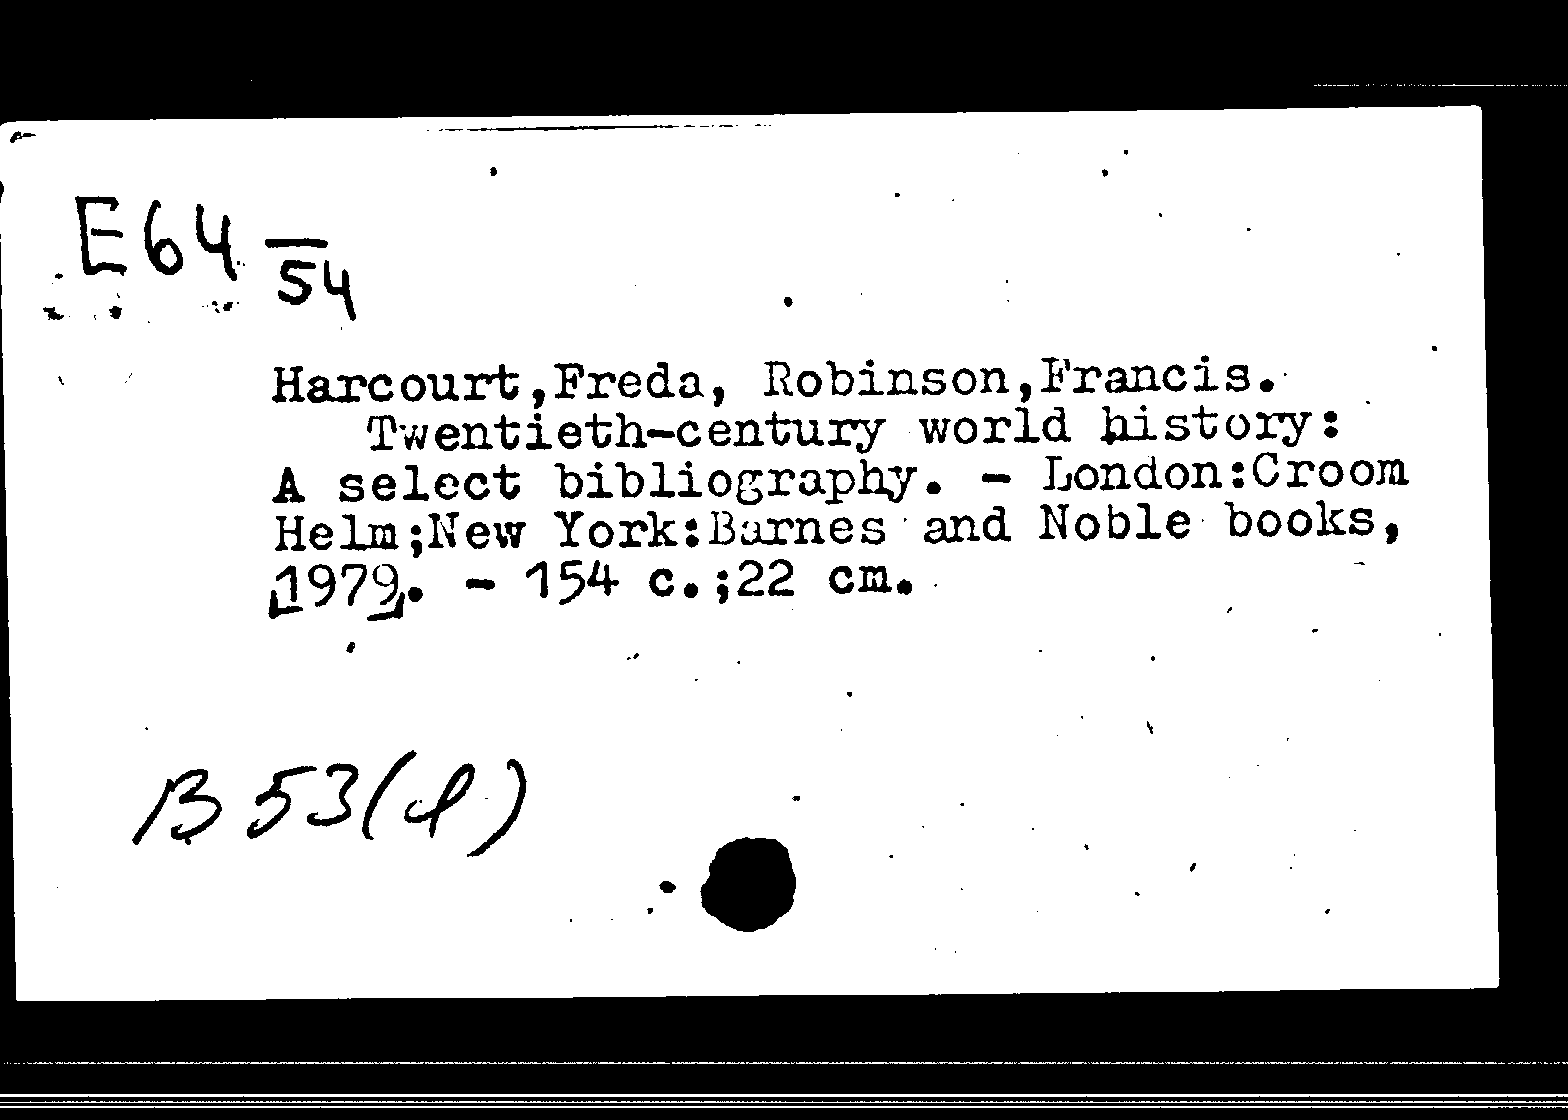 E64 —
54
Harcourt,Freda, Robinson,Francis.
Twentieth-century world history:
A select bibliography. — London:Croom
Helm;New York:Barnes and Noble books,
[1979]. — 154 c.;22 cm.
B 53(